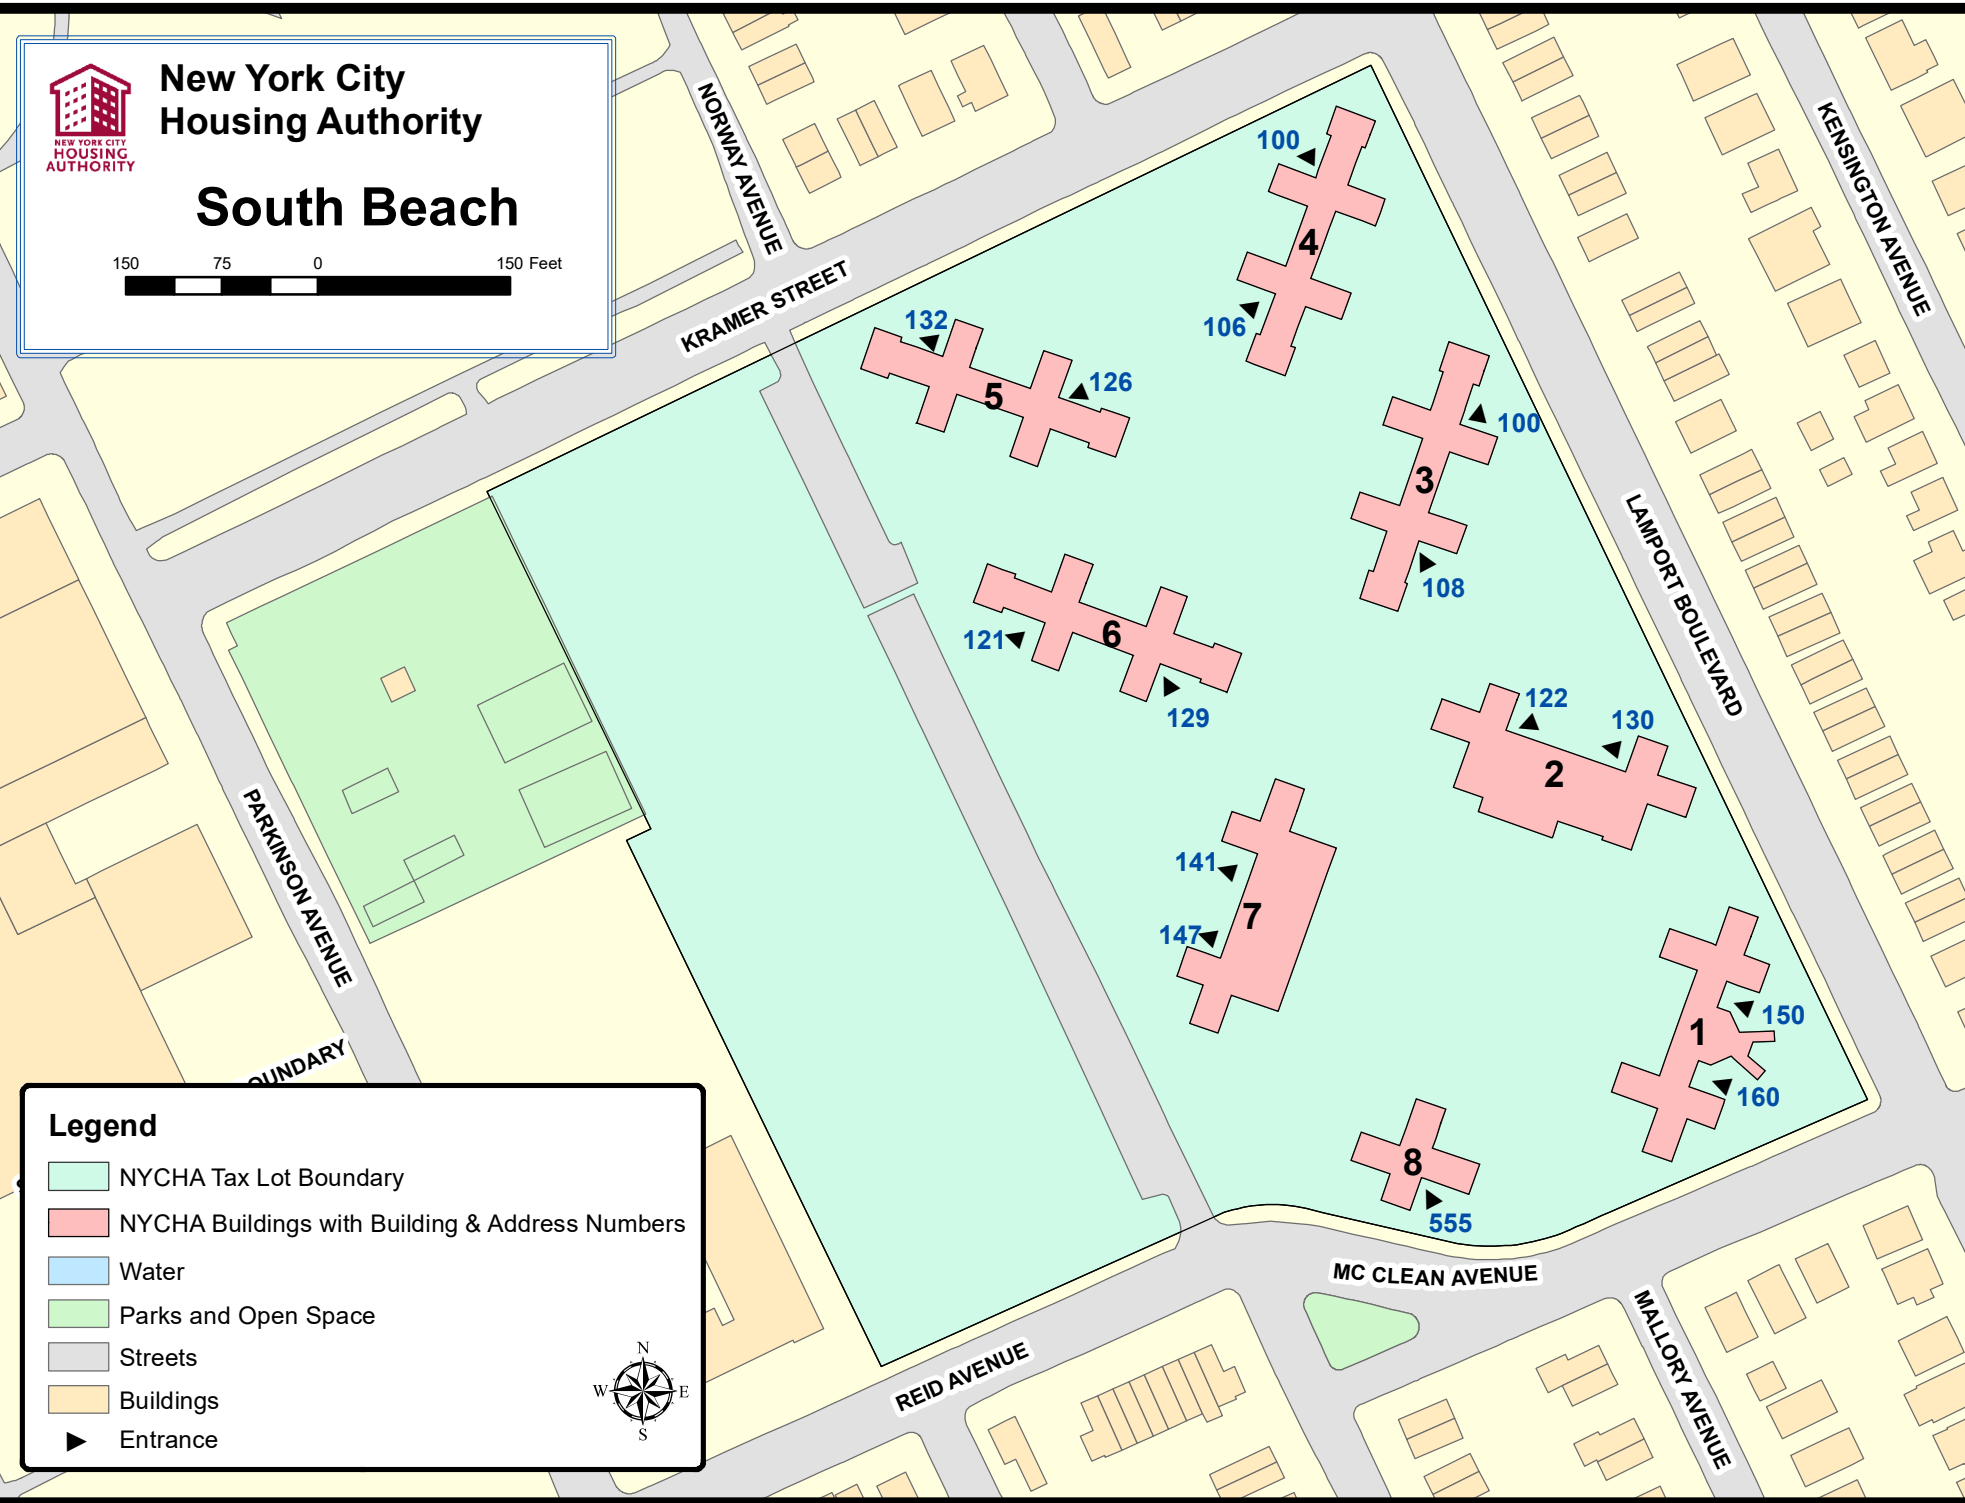 New York City
Housing Authority
NEW YORK CITY
HOUSING
AUTHORITY
South Beach
150 75 0 150 Feet
NORWAY AVENUE
KRAMER STREET
KENSINGTON AVENUE
LAMPORT BOULEVARD
PARKINSON AVENUE
OUNDARY
REID AVENUE
MC CLEAN AVENUE
MALLORY AVENUE
100
4
106
132
5
126
100
3
108
121
6
129
122
130
2
141
7
147
150
1
160
8
555
Legend
NYCHA Tax Lot Boundary
NYCHA Buildings with Building & Address Numbers
Water
Parks and Open Space
Streets
Buildings
Entrance
N
W E
S